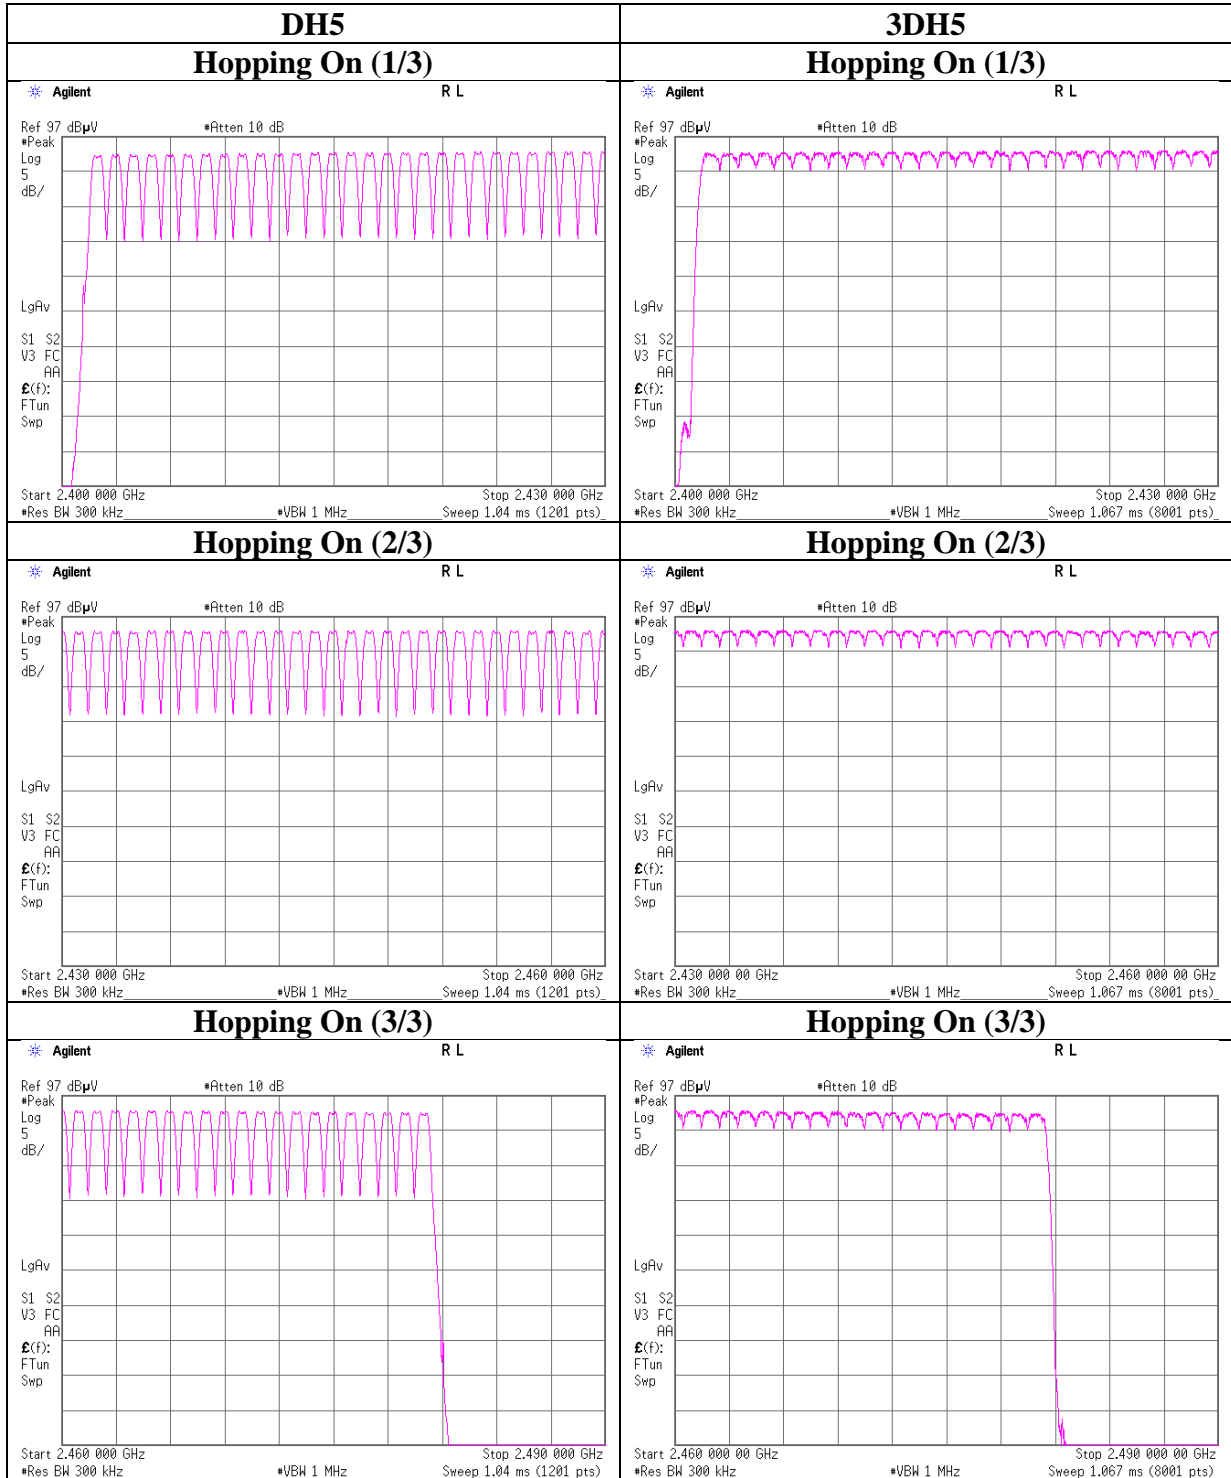 DH5 3DH5
Hopping On (1/3) Hopping On (1/3)
Agilent R L
Ref 97 dBµV #Atten 10 dB
#Peak
Log
5
dB/
LgAv
S1 S2
V3 FC
AA
£(f):
FTun
Swp
Start 2.400 000 GHz Stop 2.430 000 GHz
#Res BW 300 kHz #VBW 1 MHz Sweep 1.04 ms (1201 pts)
Agilent R L
Ref 97 dBµV #Atten 10 dB
#Peak
Log
5
dB/
LgAv
S1 S2
V3 FC
AA
£(f):
FTun
Swp
Start 2.400 000 GHz Stop 2.430 000 GHz
#Res BW 300 kHz #VBW 1 MHz Sweep 1.067 ms (8001 pts)
Hopping On (2/3) Hopping On (2/3)
Agilent R L
Ref 97 dBµV #Atten 10 dB
#Peak
Log
5
dB/
LgAv
S1 S2
V3 FC
AA
£(f):
FTun
Swp
Start 2.430 000 GHz Stop 2.460 000 GHz
#Res BW 300 kHz #VBW 1 MHz Sweep 1.04 ms (1201 pts)
Agilent R L
Ref 97 dBµV #Atten 10 dB
#Peak
Log
5
dB/
LgAv
S1 S2
V3 FC
AA
£(f):
FTun
Swp
Start 2.430 000 00 GHz Stop 2.460 000 00 GHz
#Res BW 300 kHz #VBW 1 MHz Sweep 1.067 ms (8001 pts)
Hopping On (3/3) Hopping On (3/3)
Agilent R L
Ref 97 dBµV #Atten 10 dB
#Peak
Log
5
dB/
LgAv
S1 S2
V3 FC
AA
£(f):
FTun
Swp
Start 2.460 000 GHz Stop 2.490 000 GHz
#Res BW 300 kHz #VBW 1 MHz Sweep 1.04 ms (1201 pts)
Agilent R L
Ref 97 dBµV #Atten 10 dB
#Peak
Log
5
dB/
LgAv
S1 S2
V3 FC
AA
£(f):
FTun
Swp
Start 2.460 000 00 GHz Stop 2.490 000 00 GHz
#Res BW 300 kHz #VBW 1 MHz Sweep 1.067 ms (8001 pts)